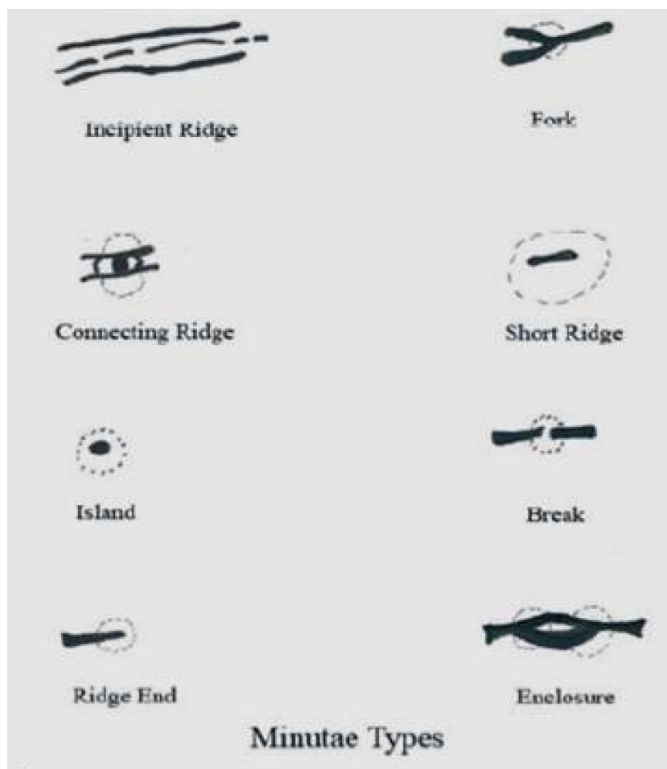 Incipient Ridge
Fork
Connecting Ridge
Short Ridge
Island
Break
Ridge End
Enclosure
Minutae Types